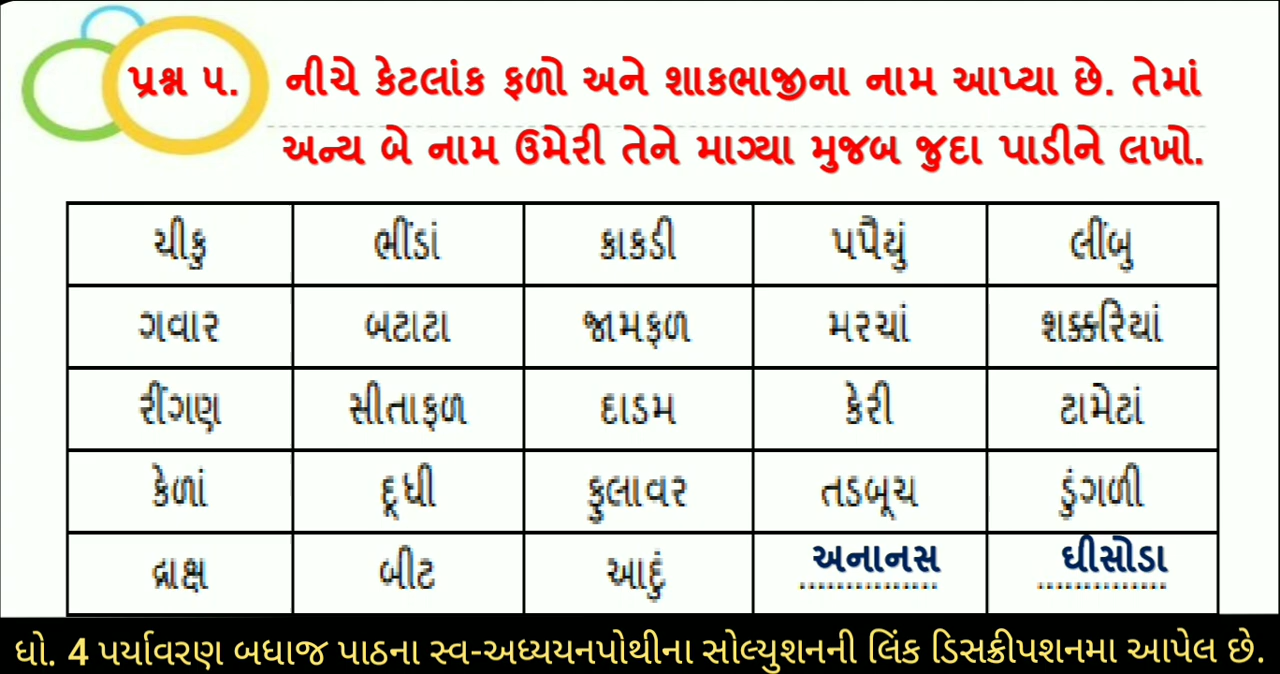 પ્રશ્ન ૫. નીચે કેટલાંક ફળો અને શાકભાજીના નામ આપ્યા છે. તેમાં
અન્ય બે નામ ઉમેરી તેને માગ્યા મુજબ જુદા પાડીને લખો.
ચીકુ ભીંડાં કાકડી પપૈયું લીંબુ
ગવાર બટાટા જામફળ મરચાં શક્કરિયાં
રીંગણ સીતાફળ દાડમ કેરી ટામેટાં
કેળાં દૂધી ફુલાવર તડબૂચ ડુંગળી
દ્રાક્ષ બીટ આદું અનાનસ ઘીસોડા
ધો. 4 પર્યાવરણ બધાજ પાઠના સ્વ-અધ્યયનપોથીના સોલ્યુશનની લિંક ડિસક્રીપશનમા આપેલ છે.